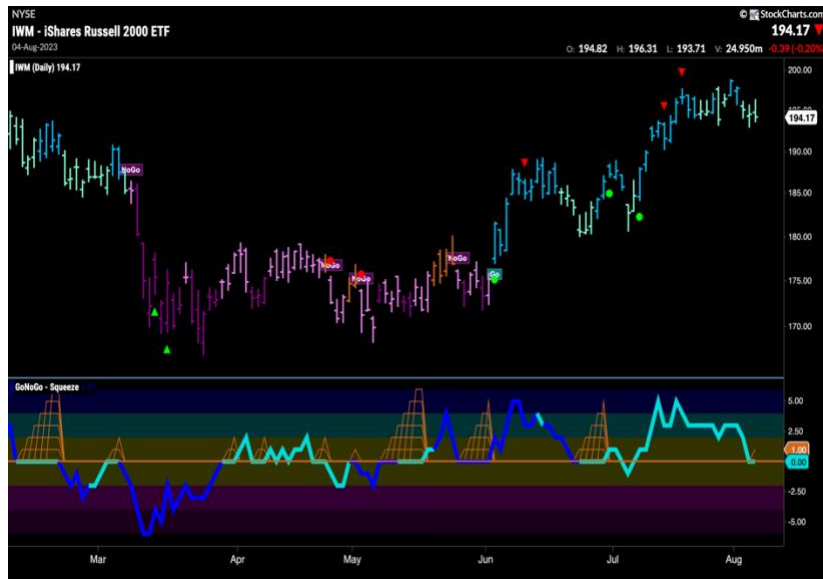 NYSE
© StockCharts.com
IWM - iShares Russell 2000 ETF
194.17
04-Aug-2023
O: 194.82 H: 196.31 L: 193.71 V: 24.950m -0.39 (-0.20%)
IWM (Daily) 194.17
200.00
195.00
194.17
190.00
185.00
180.00
175.00
170.00
NoGo
NoGo
NoGo
NoGo
Go
GoNoGo - Squeeze
5.00
2.50
1.00
0.00
-2.50
-5.00
Mar
Apr
May
Jun
Jul
Aug